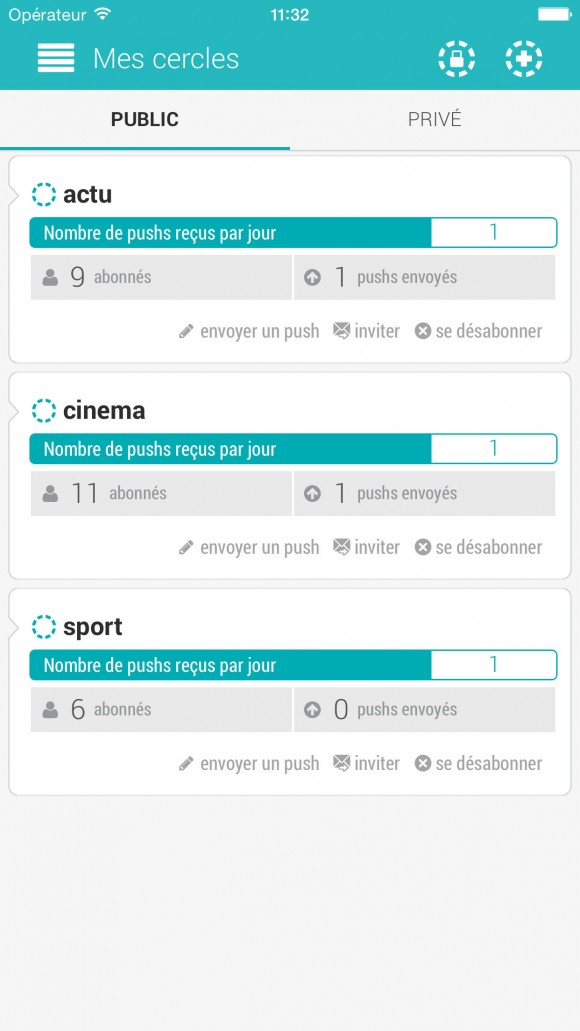 Opérateur 11:32
Mes cercles
PUBLIC PRIVÉ
actu
Nombre de pushs reçus par jour 1
9 abonnés 1 pushs envoyés
envoyer un push inviter se désabonner
cinema
Nombre de pushs reçus par jour 1
11 abonnés 1 pushs envoyés
envoyer un push inviter se désabonner
sport
Nombre de pushs reçus par jour 1
6 abonnés 0 pushs envoyés
envoyer un push inviter se désabonner